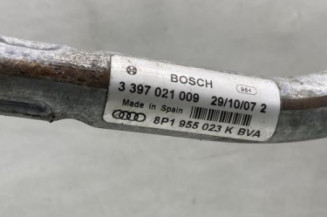 BOSCH
3 397 021 009 29/10/07 2
Made in Spain
8P1 955 023 K BVA